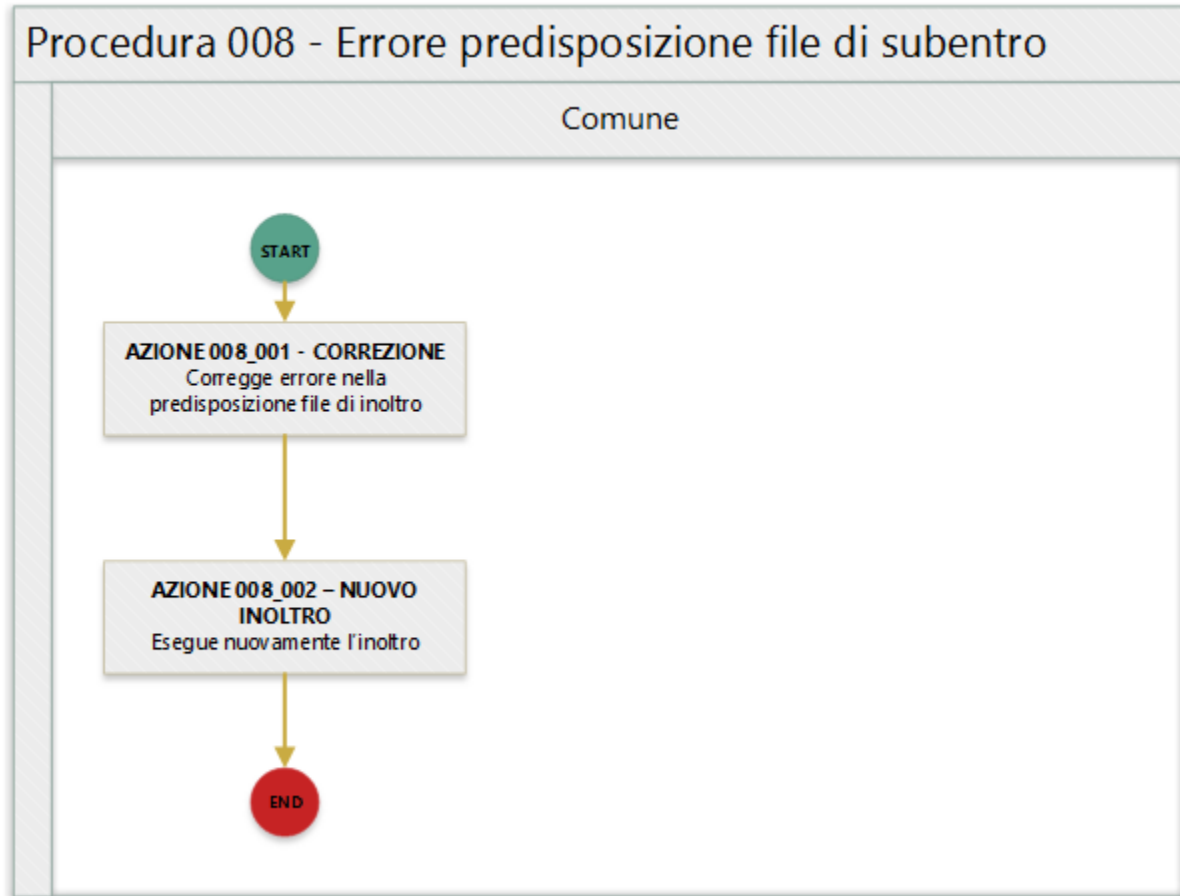 Procedura 008 - Errore predisposizione file di subentro
Comune
START
AZIONE 008_001 - CORREZIONE
Corregge errore nella
predisposizione file di inoltro
AZIONE 008_002 – NUOVO
INOLTRO
Esegue nuovamente l'inoltro
END